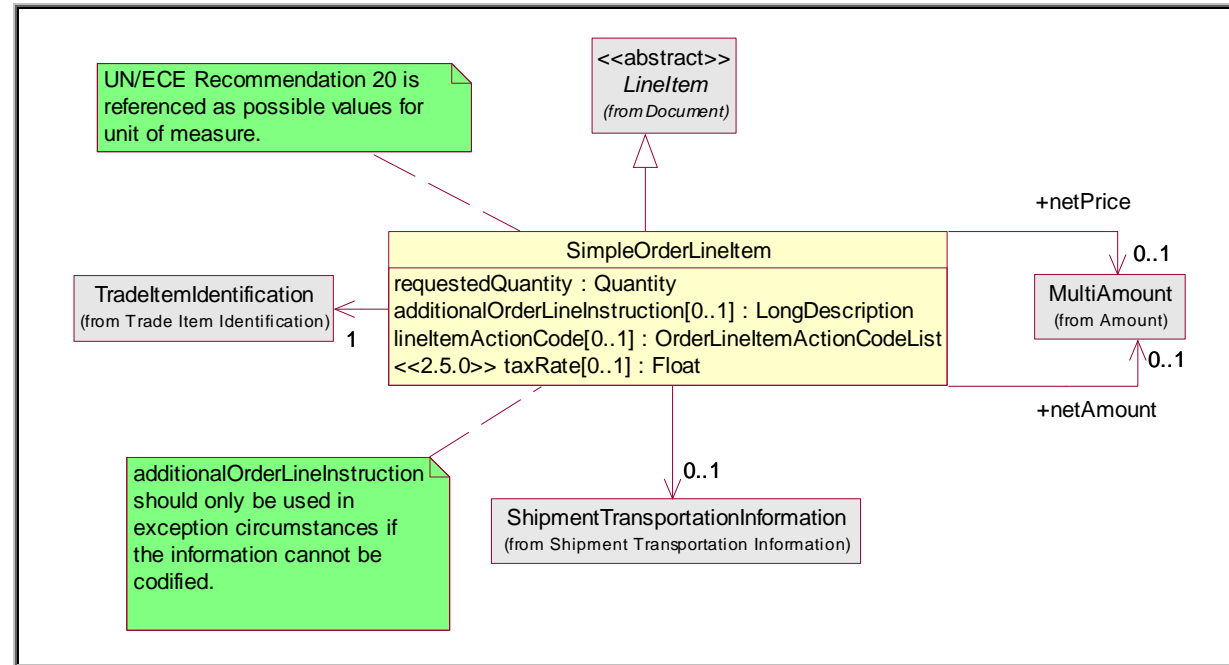 <<abstract>>
LineItem
(from Document)
UN/ECE Recommendation 20 is
referenced as possible values for
unit of measure.
+netPrice
0..1
SimpleOrderLineItem
requestedQuantity : Quantity
additionalOrderLineInstruction[0..1] : LongDescription
lineItemActionCode[0..1] : OrderLineItemActionCodeList
<<2.5.0>> taxRate[0..1] : Float
TradeItemIdentification
(from Trade Item Identification)
1
MultiAmount
(from Amount)
0..1
+netAmount
additionalOrderLineInstruction
should only be used in
exception circumstances if
the information cannot be
codified.
0..1
ShipmentTransportationInformation
(from Shipment Transportation Information)